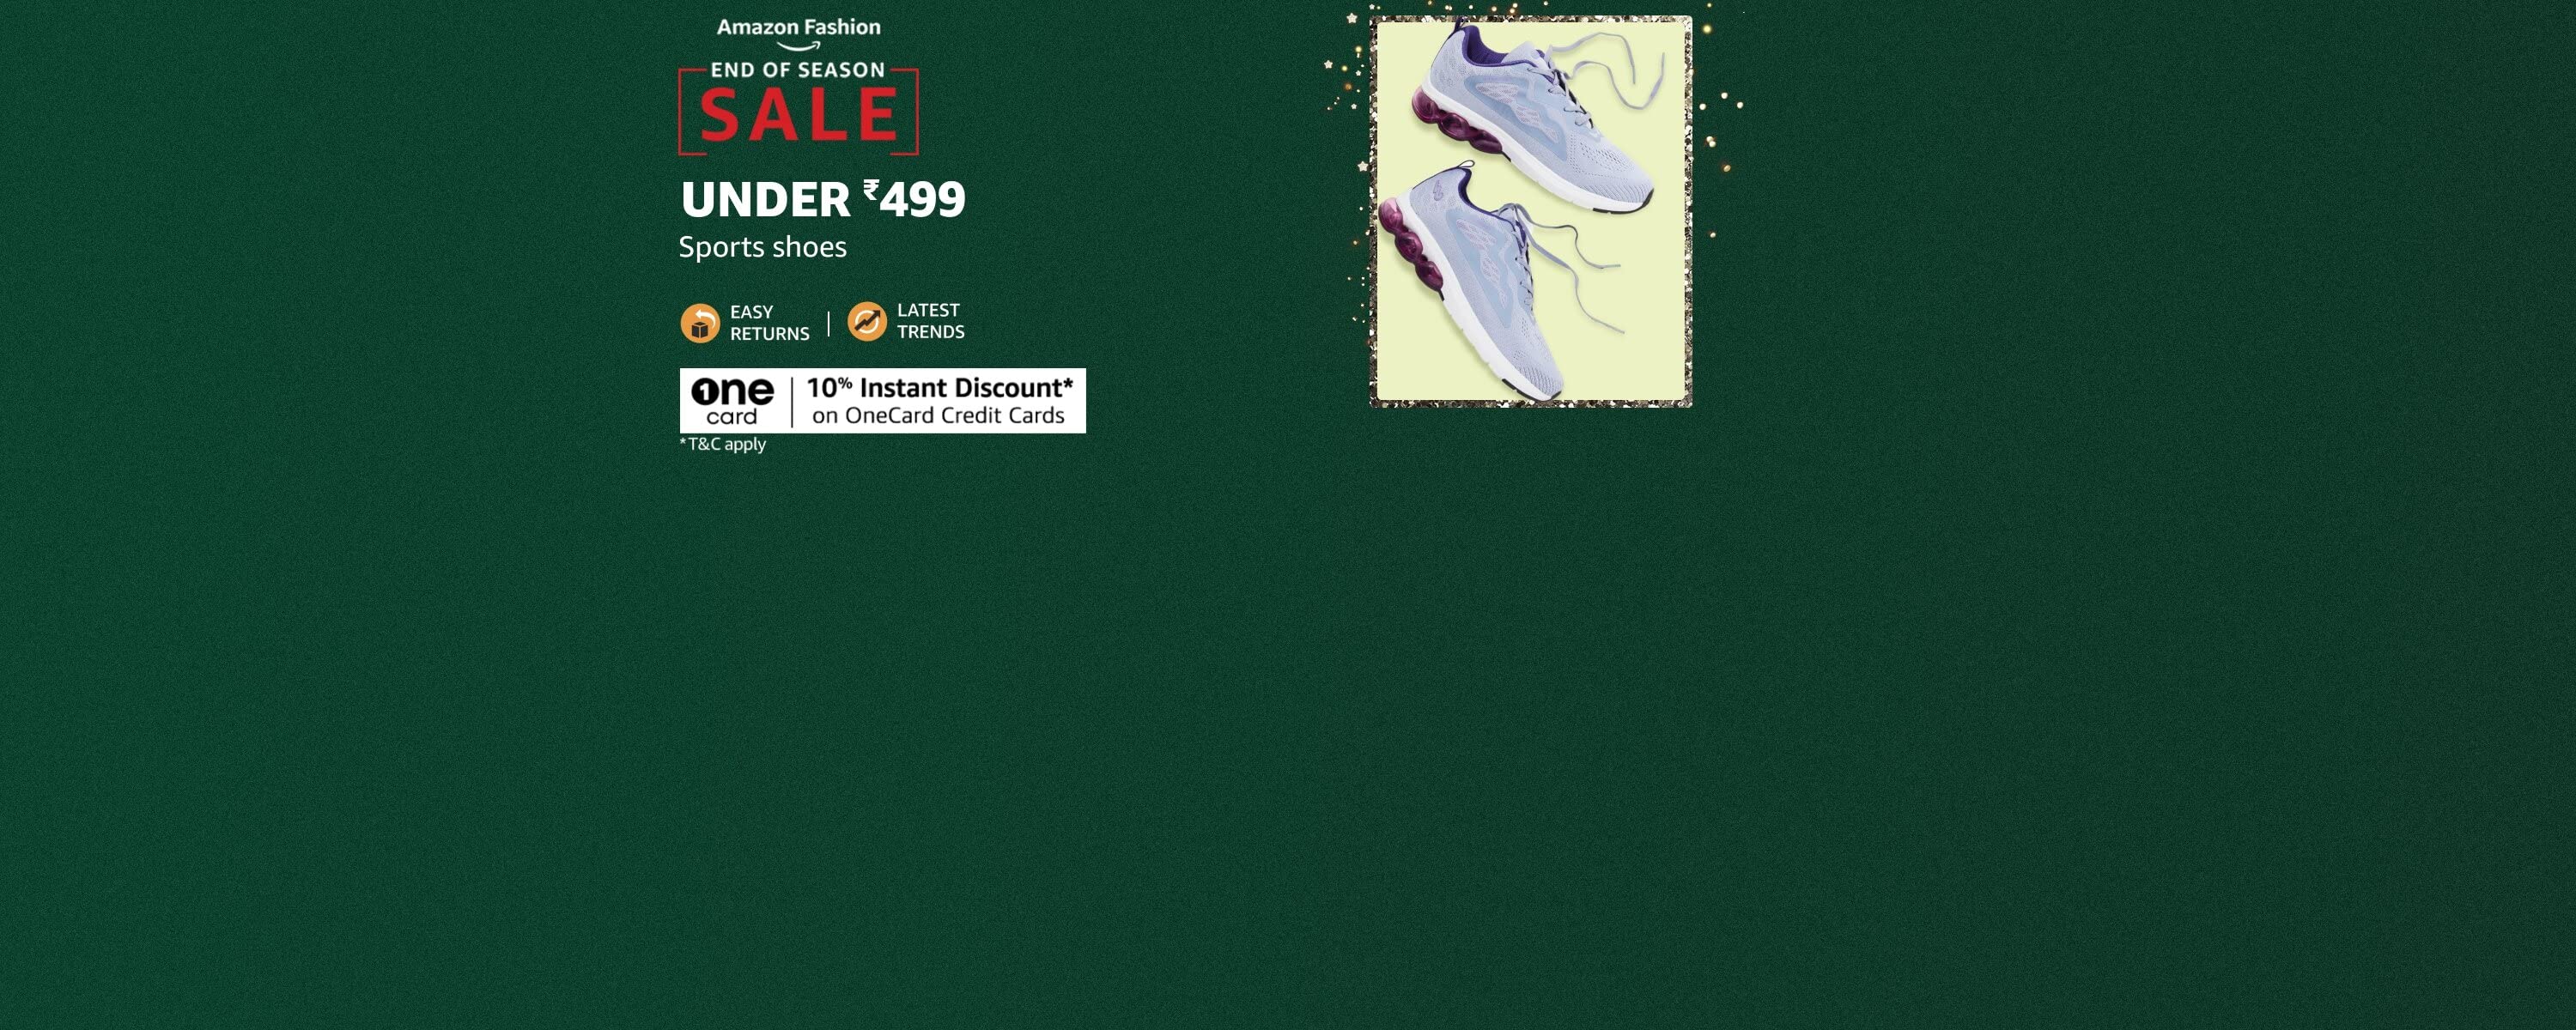 Amazon Fashion
END OF SEASON
SALE
UNDER ₹499
Sports shoes
EASY
RETURNS
LATEST
TRENDS
one
card
10% Instant Discount*
on OneCard Credit Cards
*T&C apply